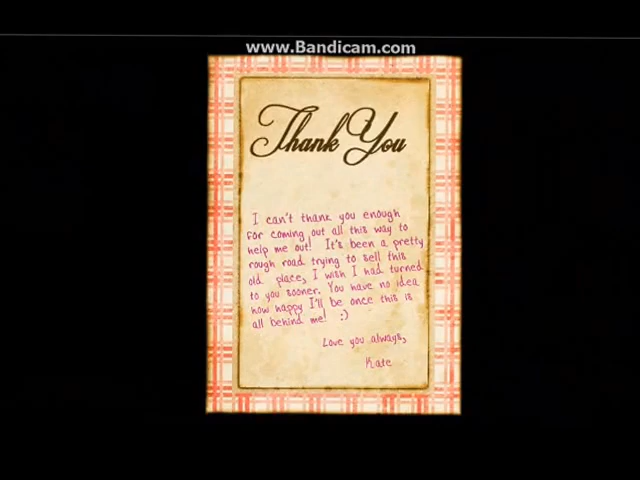 www.Bandicam.com
Thank You
I can't thank you enough
for coming out all this way to
help me out! It's been a pretty
rough road trying to sell this
old place, I wish I had turned
to you sooner. You have no idea
how happy I'll be once this is
all behind me! :)
Love you always,
Kate